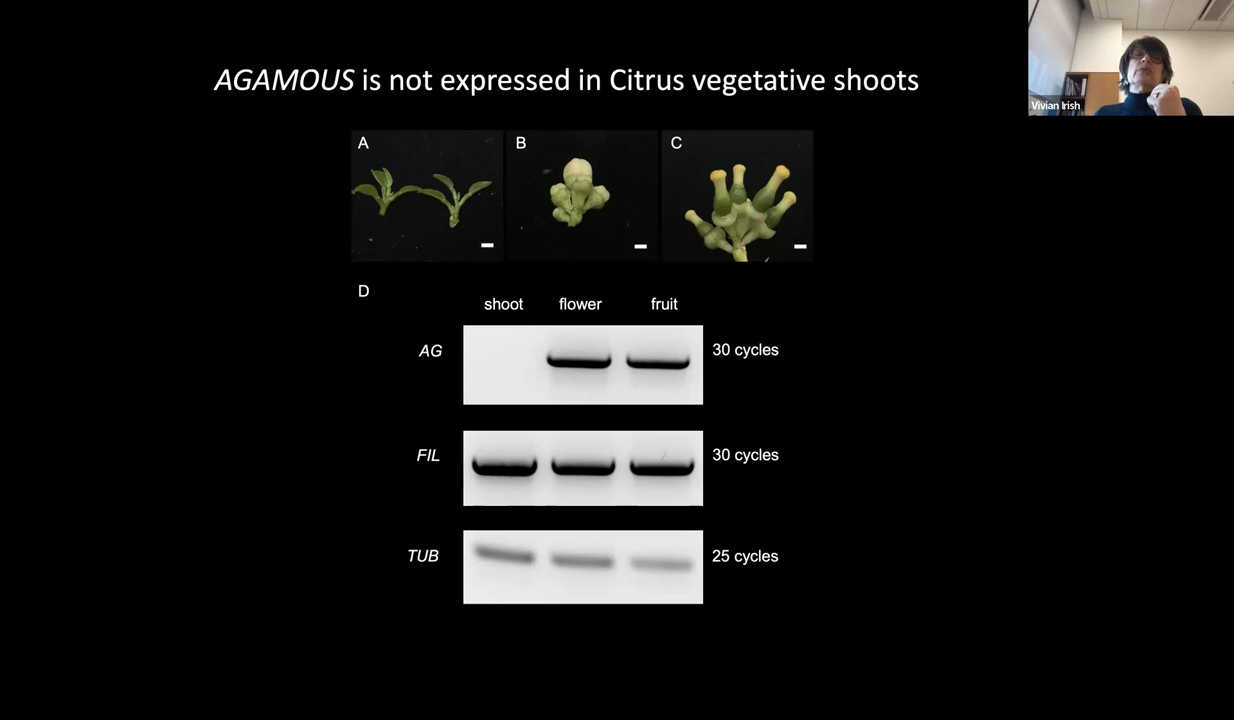 AGAMOUS is not expressed in Citrus vegetative shoots
Vivian Irish
A
B
C
D
shoot flower fruit
AG 30 cycles
FIL 30 cycles
TUB 25 cycles